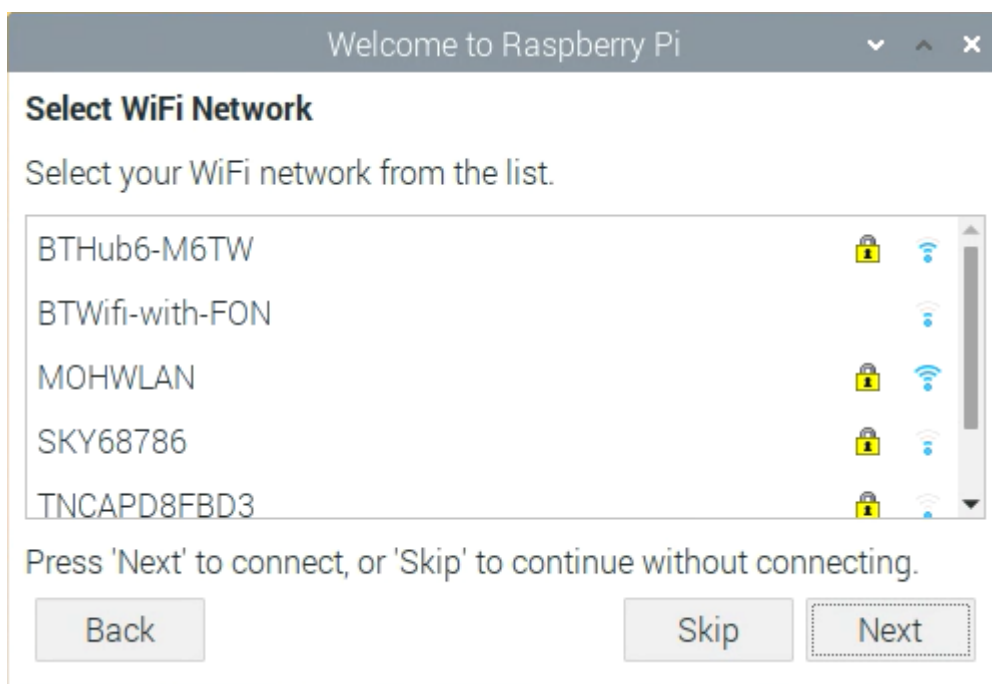 Welcome to Raspberry Pi
Select WiFi Network
Select your WiFi network from the list.
BTHub6-M6TW
BTWifi-with-FON
MOHWLAN
SKY68786
TNCAPD8FBD3
Press 'Next' to connect, or 'Skip' to continue without connecting.
Back Skip Next